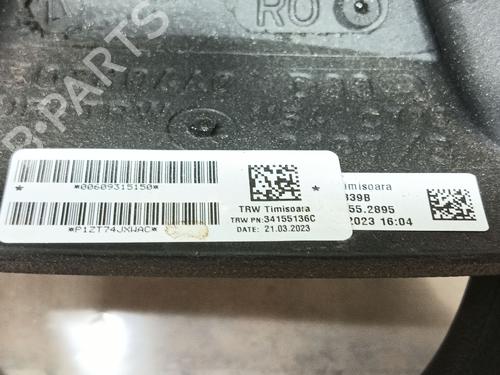 RO
B-PARTS
*00609315150*
*P1ZT74JXWAC*
TRW Timisoara
TRW PN:34155136C
DATE: 21.03.2023
Timisoara
339B
55.2895
2023 16:04